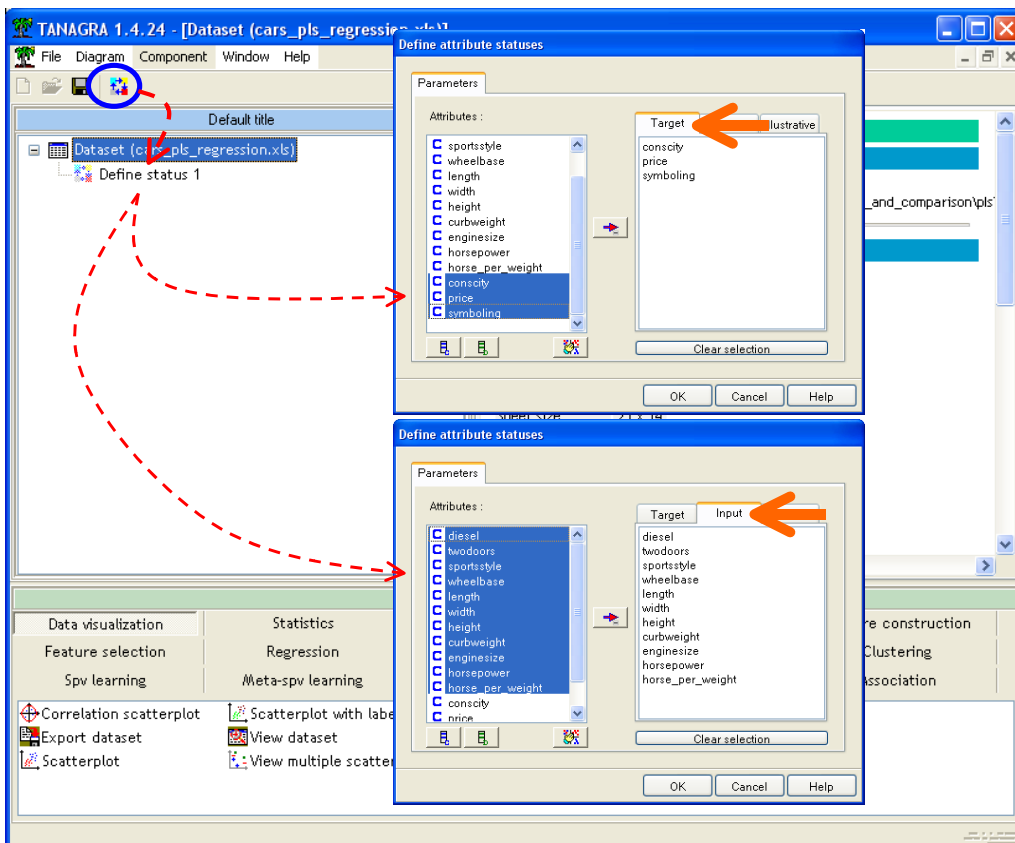 TANAGRA 1.4.24 - [Dataset (cars_pls_regression.xls)]
File Diagram Component Window Help
Default title
Dataset (cars_pls_regression.xls)
Define status 1
Define attribute statuses
Parameters
Attributes :
sportsstyle
wheelbase
length
width
height
curbweight
enginesize
horsepower
horse_per_weight
conscity
price
symboling
Target
conscity
price
symboling
Clear selection
OK Cancel Help
_and_comparison\pls
Define attribute statuses
Parameters
Attributes :
diesel
twodoors
sportsstyle
wheelbase
length
width
height
curbweight
enginesize
horsepower
horse_per_weight
conscity
price
Target Input
diesel
twodoors
sportsstyle
wheelbase
length
width
height
curbweight
enginesize
horsepower
horse_per_weight
Clear selection
OK Cancel Help
Data visualization Statistics construction
Feature selection Regression Clustering
Spv learning Meta-spv learning
Correlation scatterplot Scatterplot with
Export dataset View dataset
Scatterplot View multiple